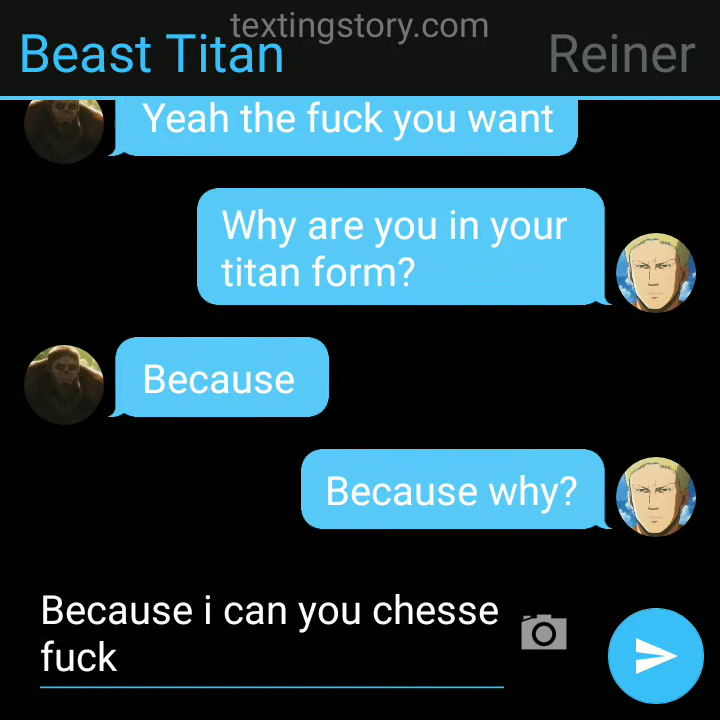 textingstory.com
Beast Titan
Reiner
Yeah the fuck you want
Why are you in your
titan form?
Because
Because why?
Because i can you chesse
fuck